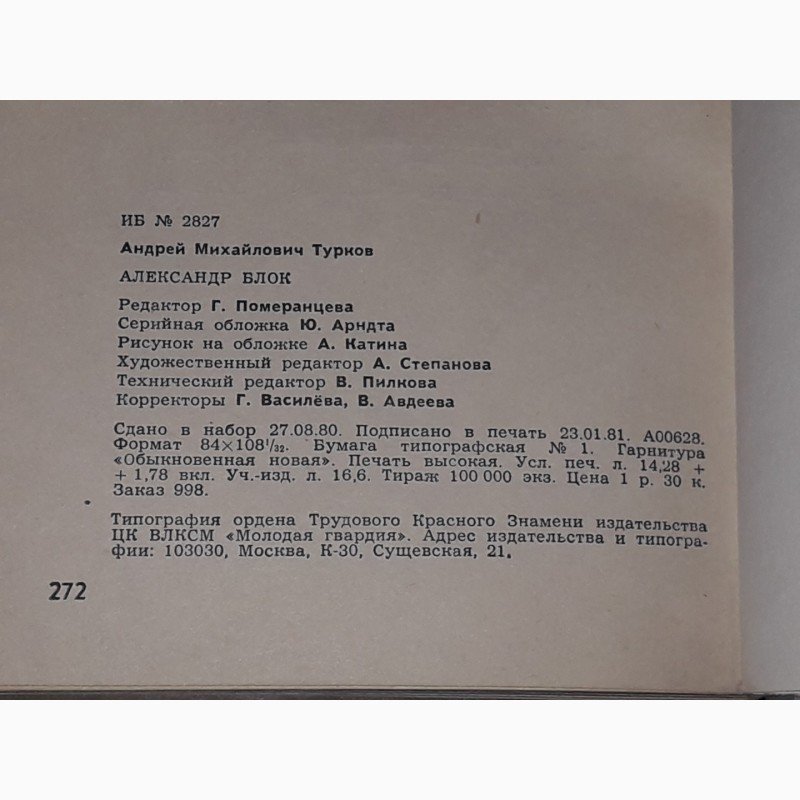 ИБ № 2827
Андрей Михайлович Турков
АЛЕКСАНДР БЛОК
Редактор Г. Померанцева
Серийная обложка Ю. Арндта
Рисунок на обложке А. Катина
Художественный редактор А. Степанова
Технический редактор В. Пилкова
Корректоры Г. Василёва, В. Авдеева
Сдано в набор 27.08.80. Подписано в печать 23.01.81. А00628.
Формат 84×108¹/₃₂. Бумага типографская № 1. Гарнитура
«Обыкновенная новая». Печать высокая. Усл. печ. л. 14,28 +
+ 1,78 вкл. Уч.-изд. л. 16,6. Тираж 100 000 экз. Цена 1 р. 30 к.
Заказ 998.
Типография ордена Трудового Красного Знамени издательства
ЦК ВЛКСМ «Молодая гвардия». Адрес издательства и типогра-
фии: 103030, Москва, К-30, Сущевская, 21.
272